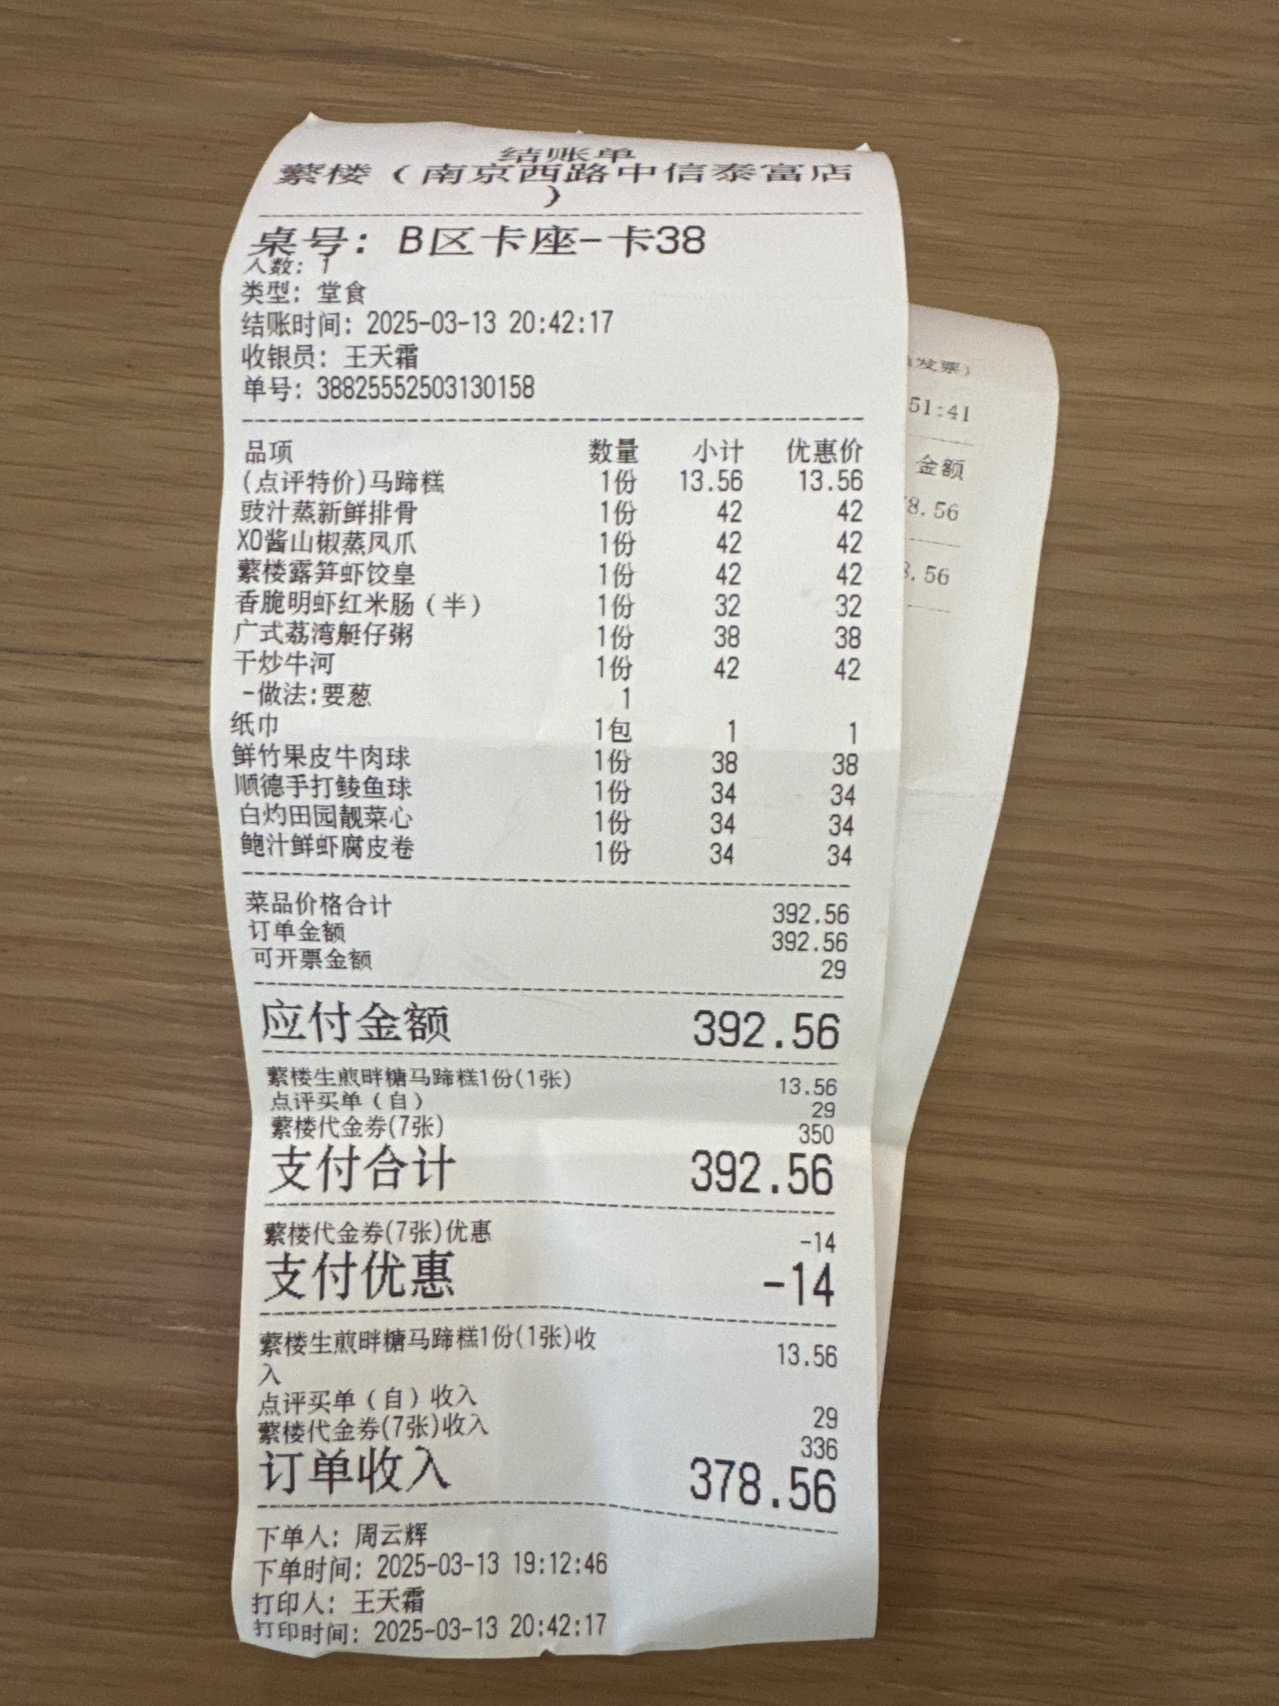 结账单
蘩楼（南京西路中信泰富店
）
桌号: B区卡座-卡38
人数: 1
类型: 堂食
结账时间: 2025-03-13 20:42:17
收银员: 王天霜
单号: 38825552503130158
品项 数量 小计 优惠价
(点评特价)马蹄糕 1份 13.56 13.56
豉汁蒸新鲜排骨 1份 42 42
XO酱山椒蒸凤爪 1份 42 42
蘩楼露笋虾饺皇 1份 42 42
香脆明虾红米肠（半） 1份 32 32
广式荔湾艇仔粥 1份 38 38
干炒牛河 1份 42 42
-做法:要葱 1
纸巾 1包 1 1
鲜竹果皮牛肉球 1份 38 38
顺德手打鲮鱼球 1份 34 34
白灼田园靓菜心 1份 34 34
鲍汁鲜虾腐皮卷 1份 34 34
菜品价格合计 392.56
订单金额 392.56
可开票金额 29
应付金额 392.56
蘩楼生煎畔糖马蹄糕1份(1张) 13.56
点评买单（自） 29
蘩楼代金券(7张) 350
支付合计 392.56
蘩楼代金券(7张)优惠 -14
支付优惠 -14
蘩楼生煎畔糖马蹄糕1份(1张)收
入 13.56
点评买单（自）收入 29
蘩楼代金券(7张)收入 336
订单收入 378.56
下单人: 周云辉
下单时间: 2025-03-13 19:12:46
打印人: 王天霜
打印时间: 2025-03-13 20:42:17
发票)
51:41
金额
8.56
.56